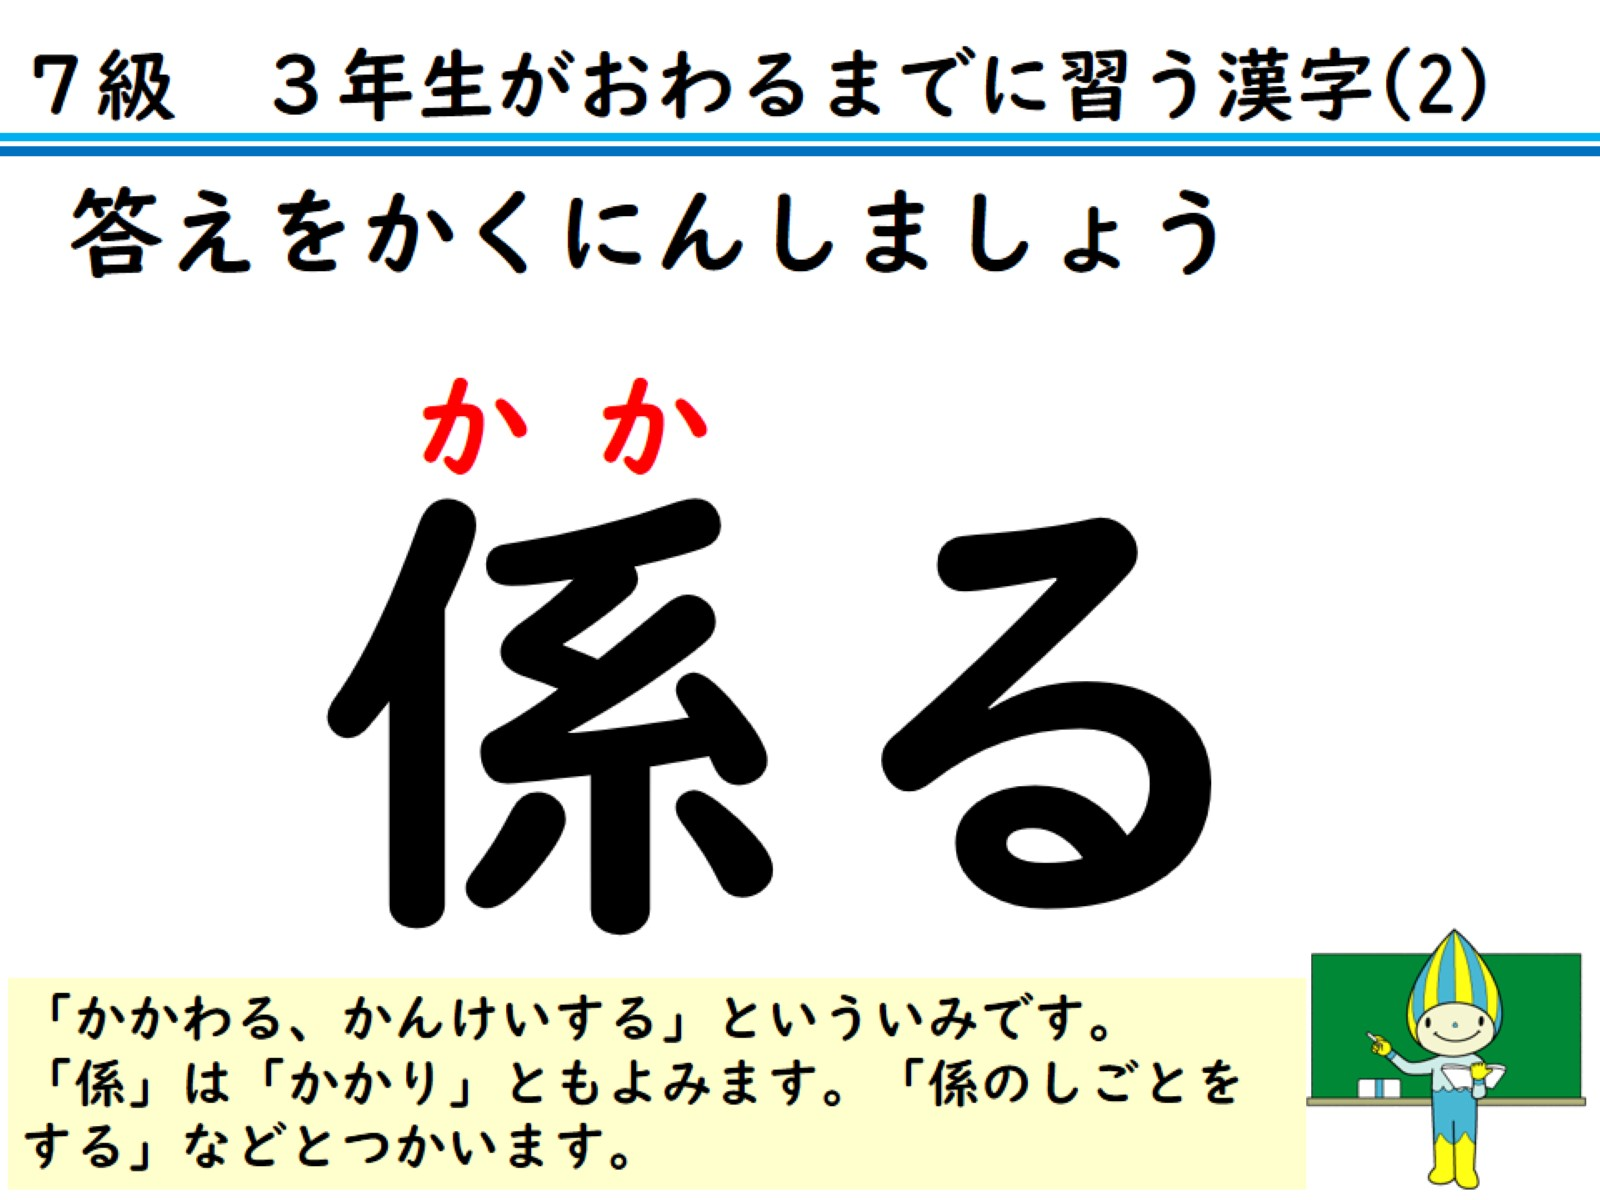 ７級　３年生がおわるまでに習う漢字(2)
答えをかくにんしましょう
かか
係る
「かかわる、かんけいする」といういみです。
「係」は「かかり」ともよみます。「係のしごとを
する」などとつかいます。